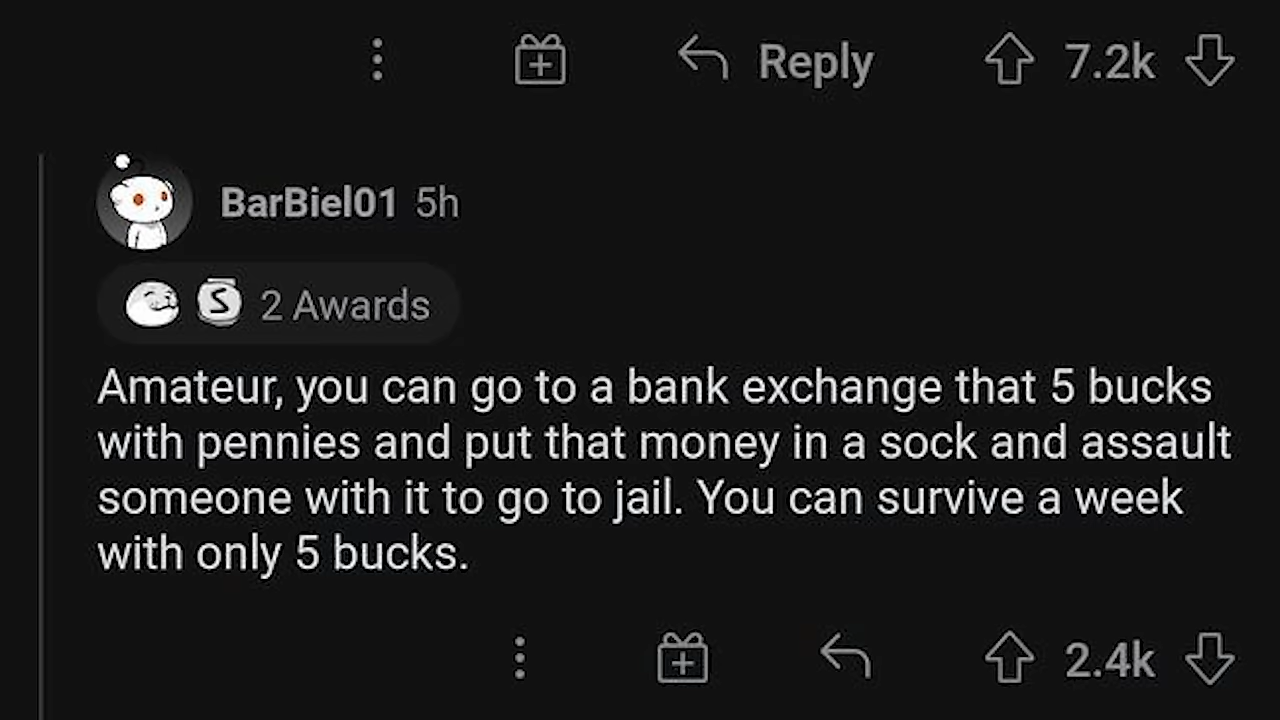 Reply 7.2k
BarBiel01 5h
S 2 Awards
Amateur, you can go to a bank exchange that 5 bucks
with pennies and put that money in a sock and assault
someone with it to go to jail. You can survive a week
with only 5 bucks.
2.4k